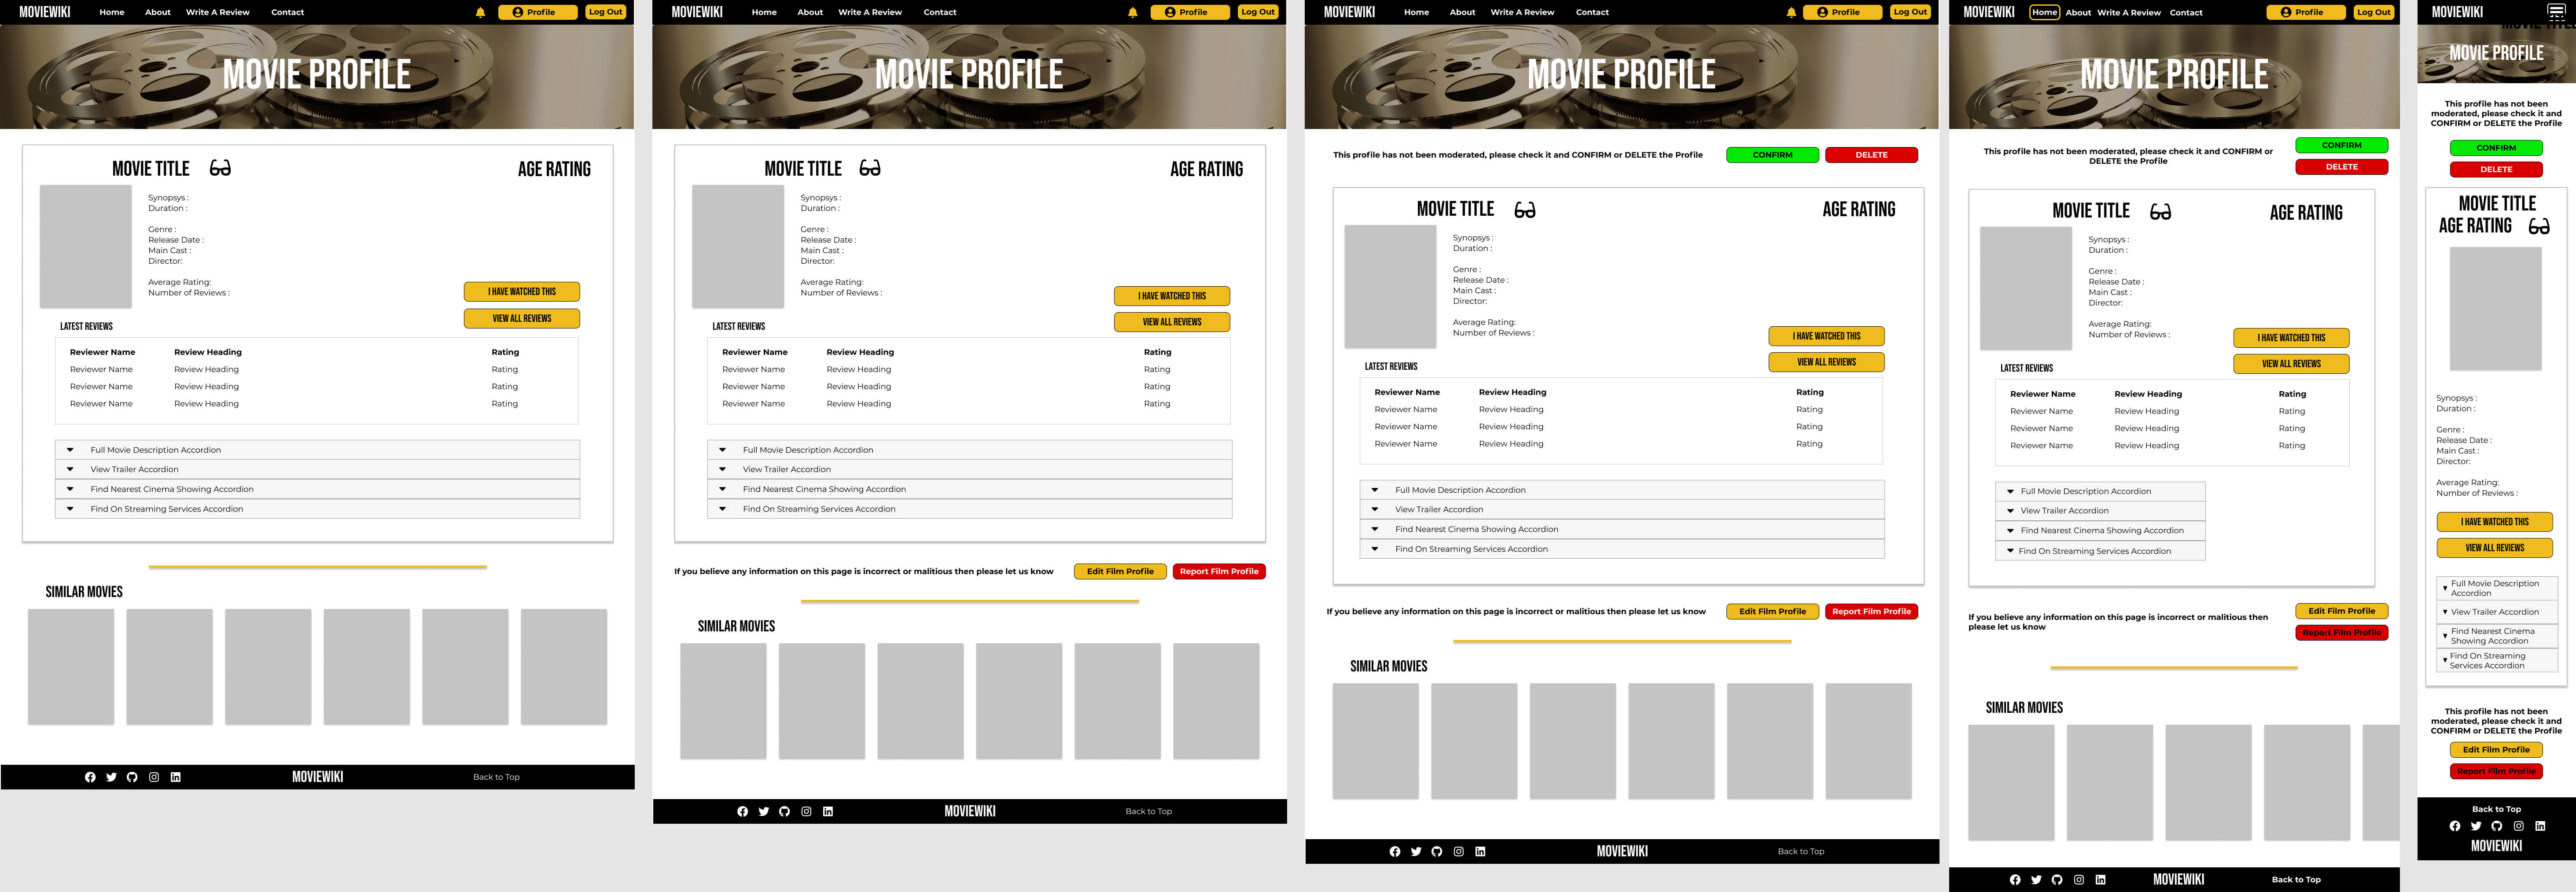 MOVIEWIKI Home About Write A Review Contact Profile Log Out
MOVIE PROFILE
MOVIE TITLE AGE RATING
Synopsys :
Duration :
Genre :
Release Date :
Main Cast :
Director:
Average Rating:
Number of Reviews :
I HAVE WATCHED THIS
VIEW ALL REVIEWS
LATEST REVIEWS
Reviewer Name Review Heading Rating
Reviewer Name Review Heading Rating
Reviewer Name Review Heading Rating
Reviewer Name Review Heading Rating
Full Movie Description Accordion
View Trailer Accordion
Find Nearest Cinema Showing Accordion
Find On Streaming Services Accordion
SIMILAR MOVIES
MOVIEWIKI Back to Top
MOVIEWIKI Home About Write A Review Contact Profile Log Out
MOVIE PROFILE
MOVIE TITLE AGE RATING
Synopsys :
Duration :
Genre :
Release Date :
Main Cast :
Director:
Average Rating:
Number of Reviews :
I HAVE WATCHED THIS
VIEW ALL REVIEWS
LATEST REVIEWS
Reviewer Name Review Heading Rating
Reviewer Name Review Heading Rating
Reviewer Name Review Heading Rating
Reviewer Name Review Heading Rating
Full Movie Description Accordion
View Trailer Accordion
Find Nearest Cinema Showing Accordion
Find On Streaming Services Accordion
If you believe any information on this page is incorrect or malitious then please let us know Edit Film Profile Report Film Profile
SIMILAR MOVIES
MOVIEWIKI Back to Top
MOVIEWIKI Home About Write A Review Contact Profile Log Out
MOVIE PROFILE
This profile has not been moderated, please check it and CONFIRM or DELETE the Profile CONFIRM DELETE
MOVIE TITLE AGE RATING
Synopsys :
Duration :
Genre :
Release Date :
Main Cast :
Director:
Average Rating:
Number of Reviews :
I HAVE WATCHED THIS
VIEW ALL REVIEWS
LATEST REVIEWS
Reviewer Name Review Heading Rating
Reviewer Name Review Heading Rating
Reviewer Name Review Heading Rating
Reviewer Name Review Heading Rating
Full Movie Description Accordion
View Trailer Accordion
Find Nearest Cinema Showing Accordion
Find On Streaming Services Accordion
If you believe any information on this page is incorrect or malitious then please let us know Edit Film Profile Report Film Profile
SIMILAR MOVIES
MOVIEWIKI Back to Top
MOVIEWIKI Home About Write A Review Contact Profile Log Out
MOVIE PROFILE
This profile has not been moderated, please check it and CONFIRM or
DELETE the Profile
CONFIRM
DELETE
MOVIE TITLE AGE RATING
Synopsys :
Duration :
Genre :
Release Date :
Main Cast :
Director:
Average Rating:
Number of Reviews :
I HAVE WATCHED THIS
VIEW ALL REVIEWS
LATEST REVIEWS
Reviewer Name Review Heading Rating
Reviewer Name Review Heading Rating
Reviewer Name Review Heading Rating
Reviewer Name Review Heading Rating
Full Movie Description Accordion
View Trailer Accordion
Find Nearest Cinema Showing Accordion
Find On Streaming Services Accordion
If you believe any information on this page is incorrect or malitious then
please let us know
Edit Film Profile
Report Film Profile
SIMILAR MOVIES
MOVIEWIKI Back to Top
MOVIEWIKI
MOVIE PROFILE
This profile has not been
moderated, please check it and
CONFIRM or DELETE the Profile
CONFIRM
DELETE
MOVIE TITLE
AGE RATING
Synopsys :
Duration :
Genre :
Release Date :
Main Cast :
Director:
Average Rating:
Number of Reviews :
I HAVE WATCHED THIS
VIEW ALL REVIEWS
Full Movie Description
Accordion
View Trailer Accordion
Find Nearest Cinema
Showing Accordion
Find On Streaming
Services Accordion
This profile has not been
moderated, please check it and
CONFIRM or DELETE the Profile
Edit Film Profile
Report Film Profile
Back to Top
MOVIEWIKI